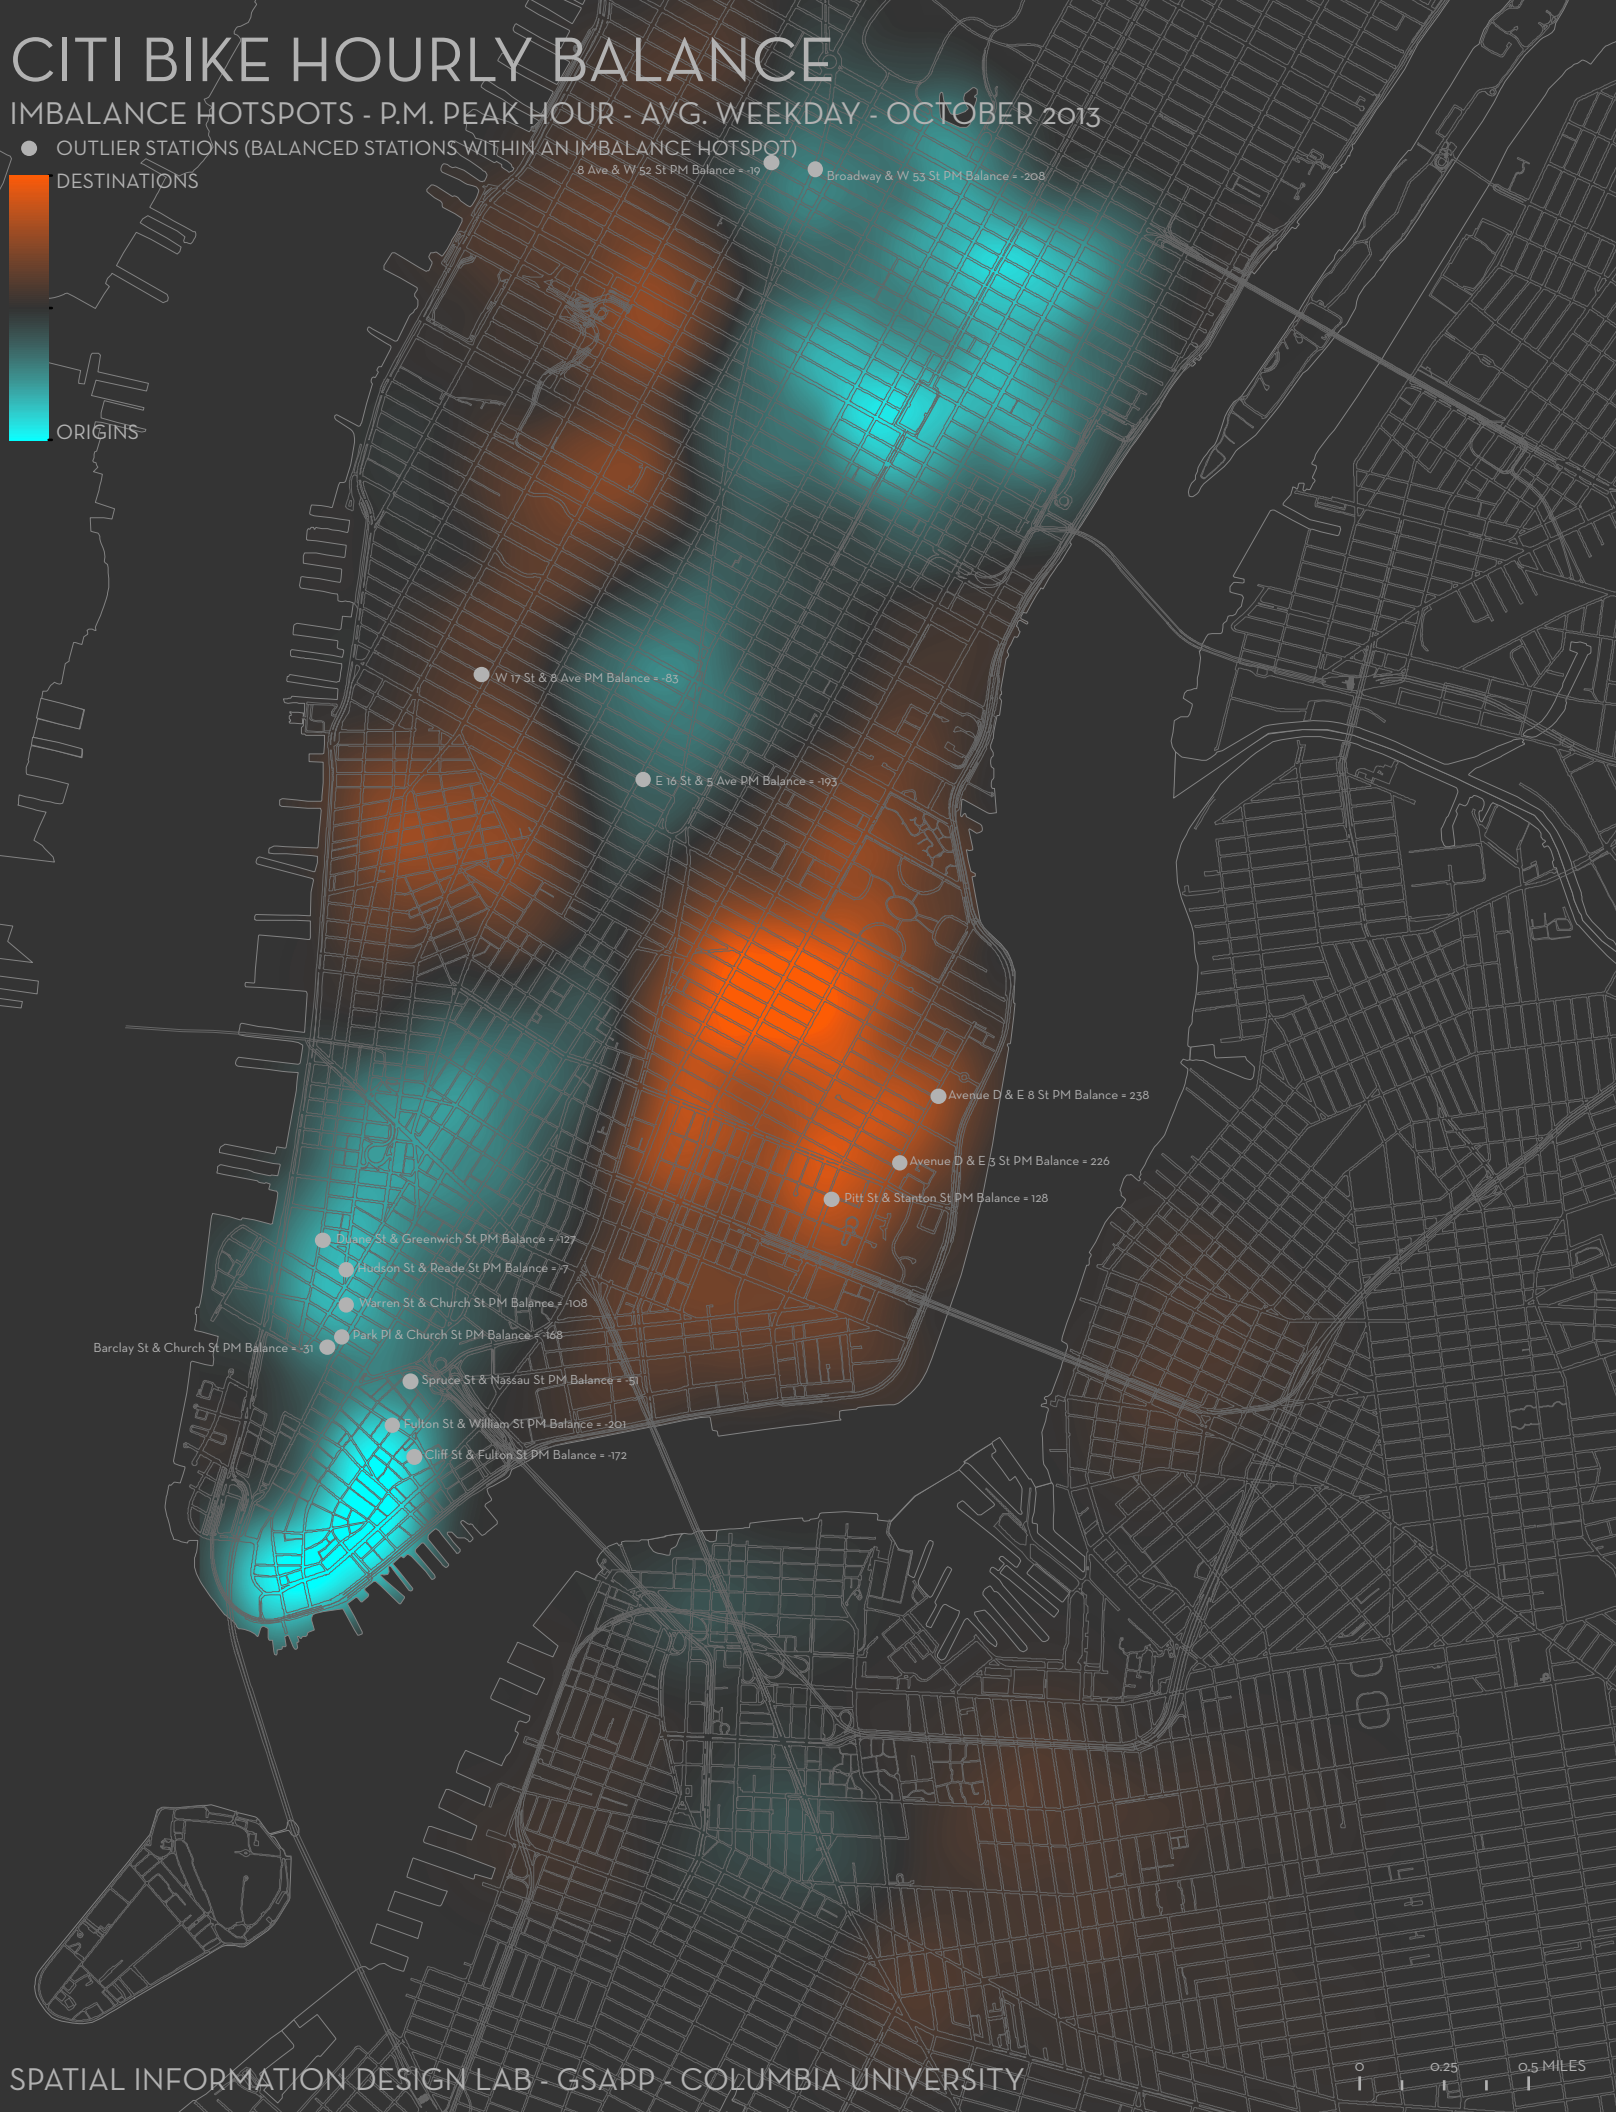 CITI BIKE HOURLY BALANCE
IMBALANCE HOTSPOTS - P.M. PEAK HOUR - AVG. WEEKDAY - OCTOBER 2013
OUTLIER STATIONS (BALANCED STATIONS WITHIN AN IMBALANCE HOTSPOT)
DESTINATIONS
ORIGINS
8 Ave & W 52 St PM Balance = -19
Broadway & W 53 St PM Balance = -208
W 17 St & 8 Ave PM Balance = -83
E 16 St & 5 Ave PM Balance = -193
Avenue D & E 8 St PM Balance = 238
Avenue D & E 3 St PM Balance = 226
Pitt St & Stanton St PM Balance = 128
Duane St & Greenwich St PM Balance = -127
Hudson St & Reade St PM Balance = -7
Warren St & Church St PM Balance = -108
Park Pl & Church St PM Balance = -168
Barclay St & Church St PM Balance = -31
Spruce St & Nassau St PM Balance = -51
Fulton St & William St PM Balance = -201
Cliff St & Fulton St PM Balance = -172
0 0.25 0.5 MILES
SPATIAL INFORMATION DESIGN LAB - GSAPP - COLUMBIA UNIVERSITY